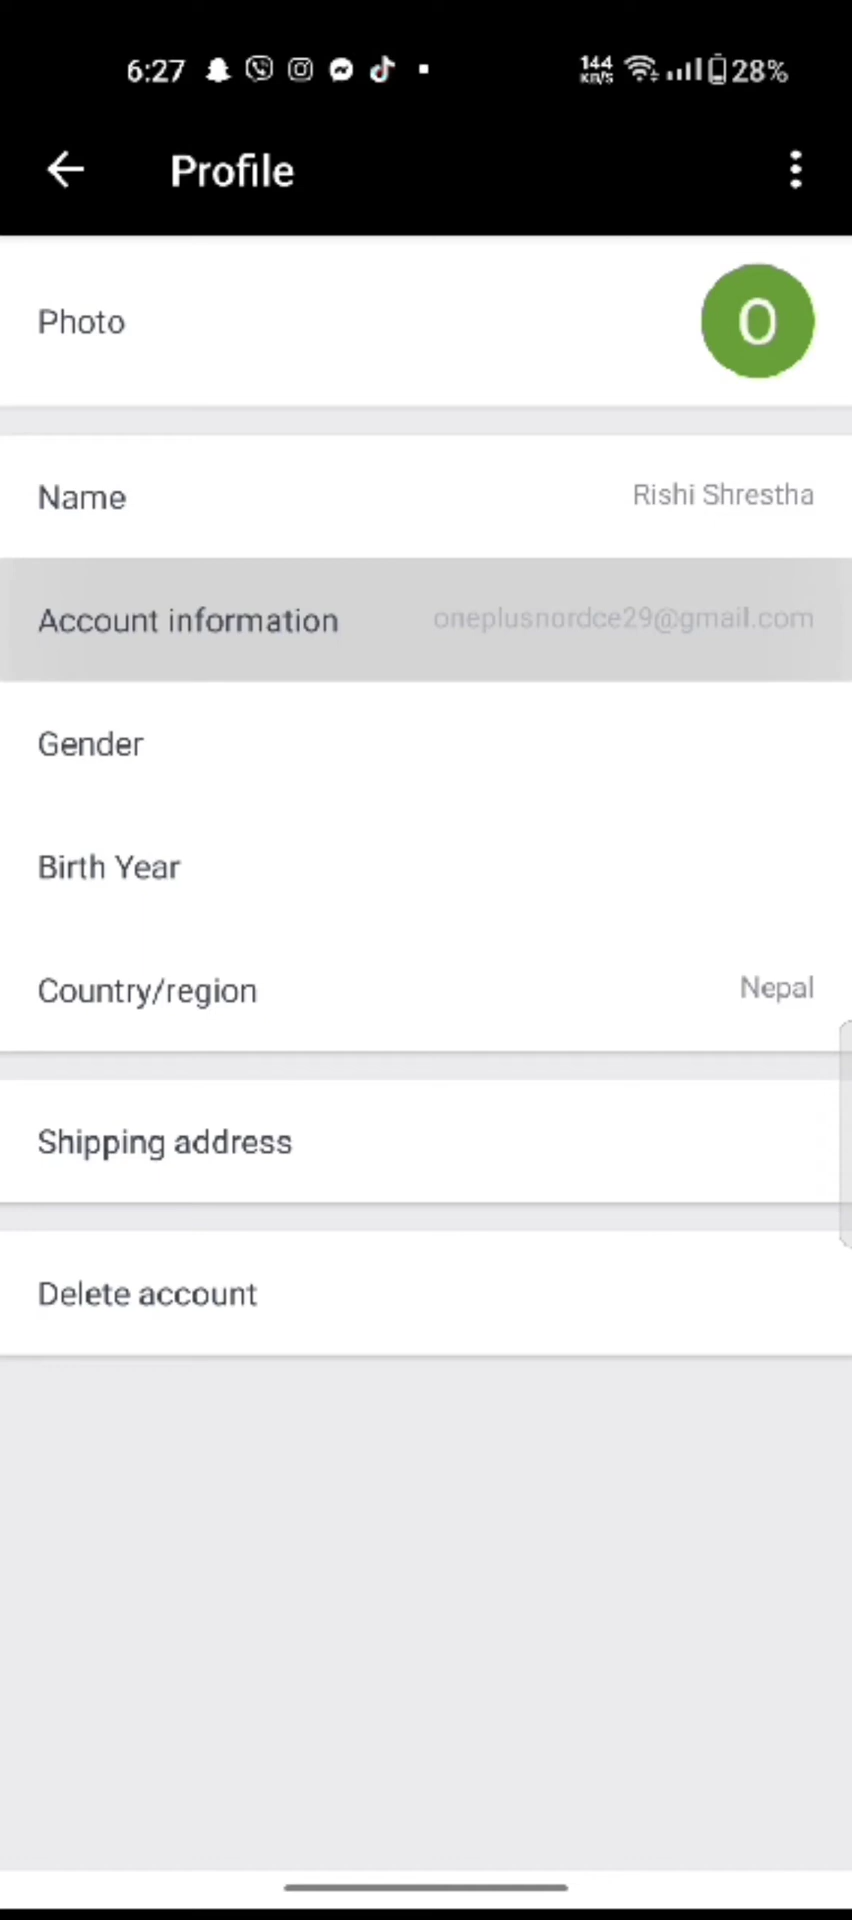 6:27 144 KB/S 28%
Profile
Photo O
Name Rishi Shrestha
Account information oneplusnordce29@gmail.com
Gender
Birth Year
Country/region Nepal
Shipping address
Delete account